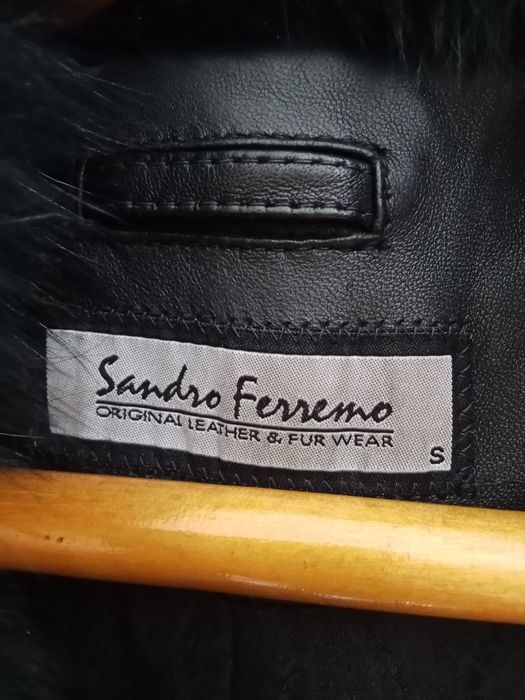 Sandro Ferremo
ORIGINAL LEATHER & FUR WEAR
S